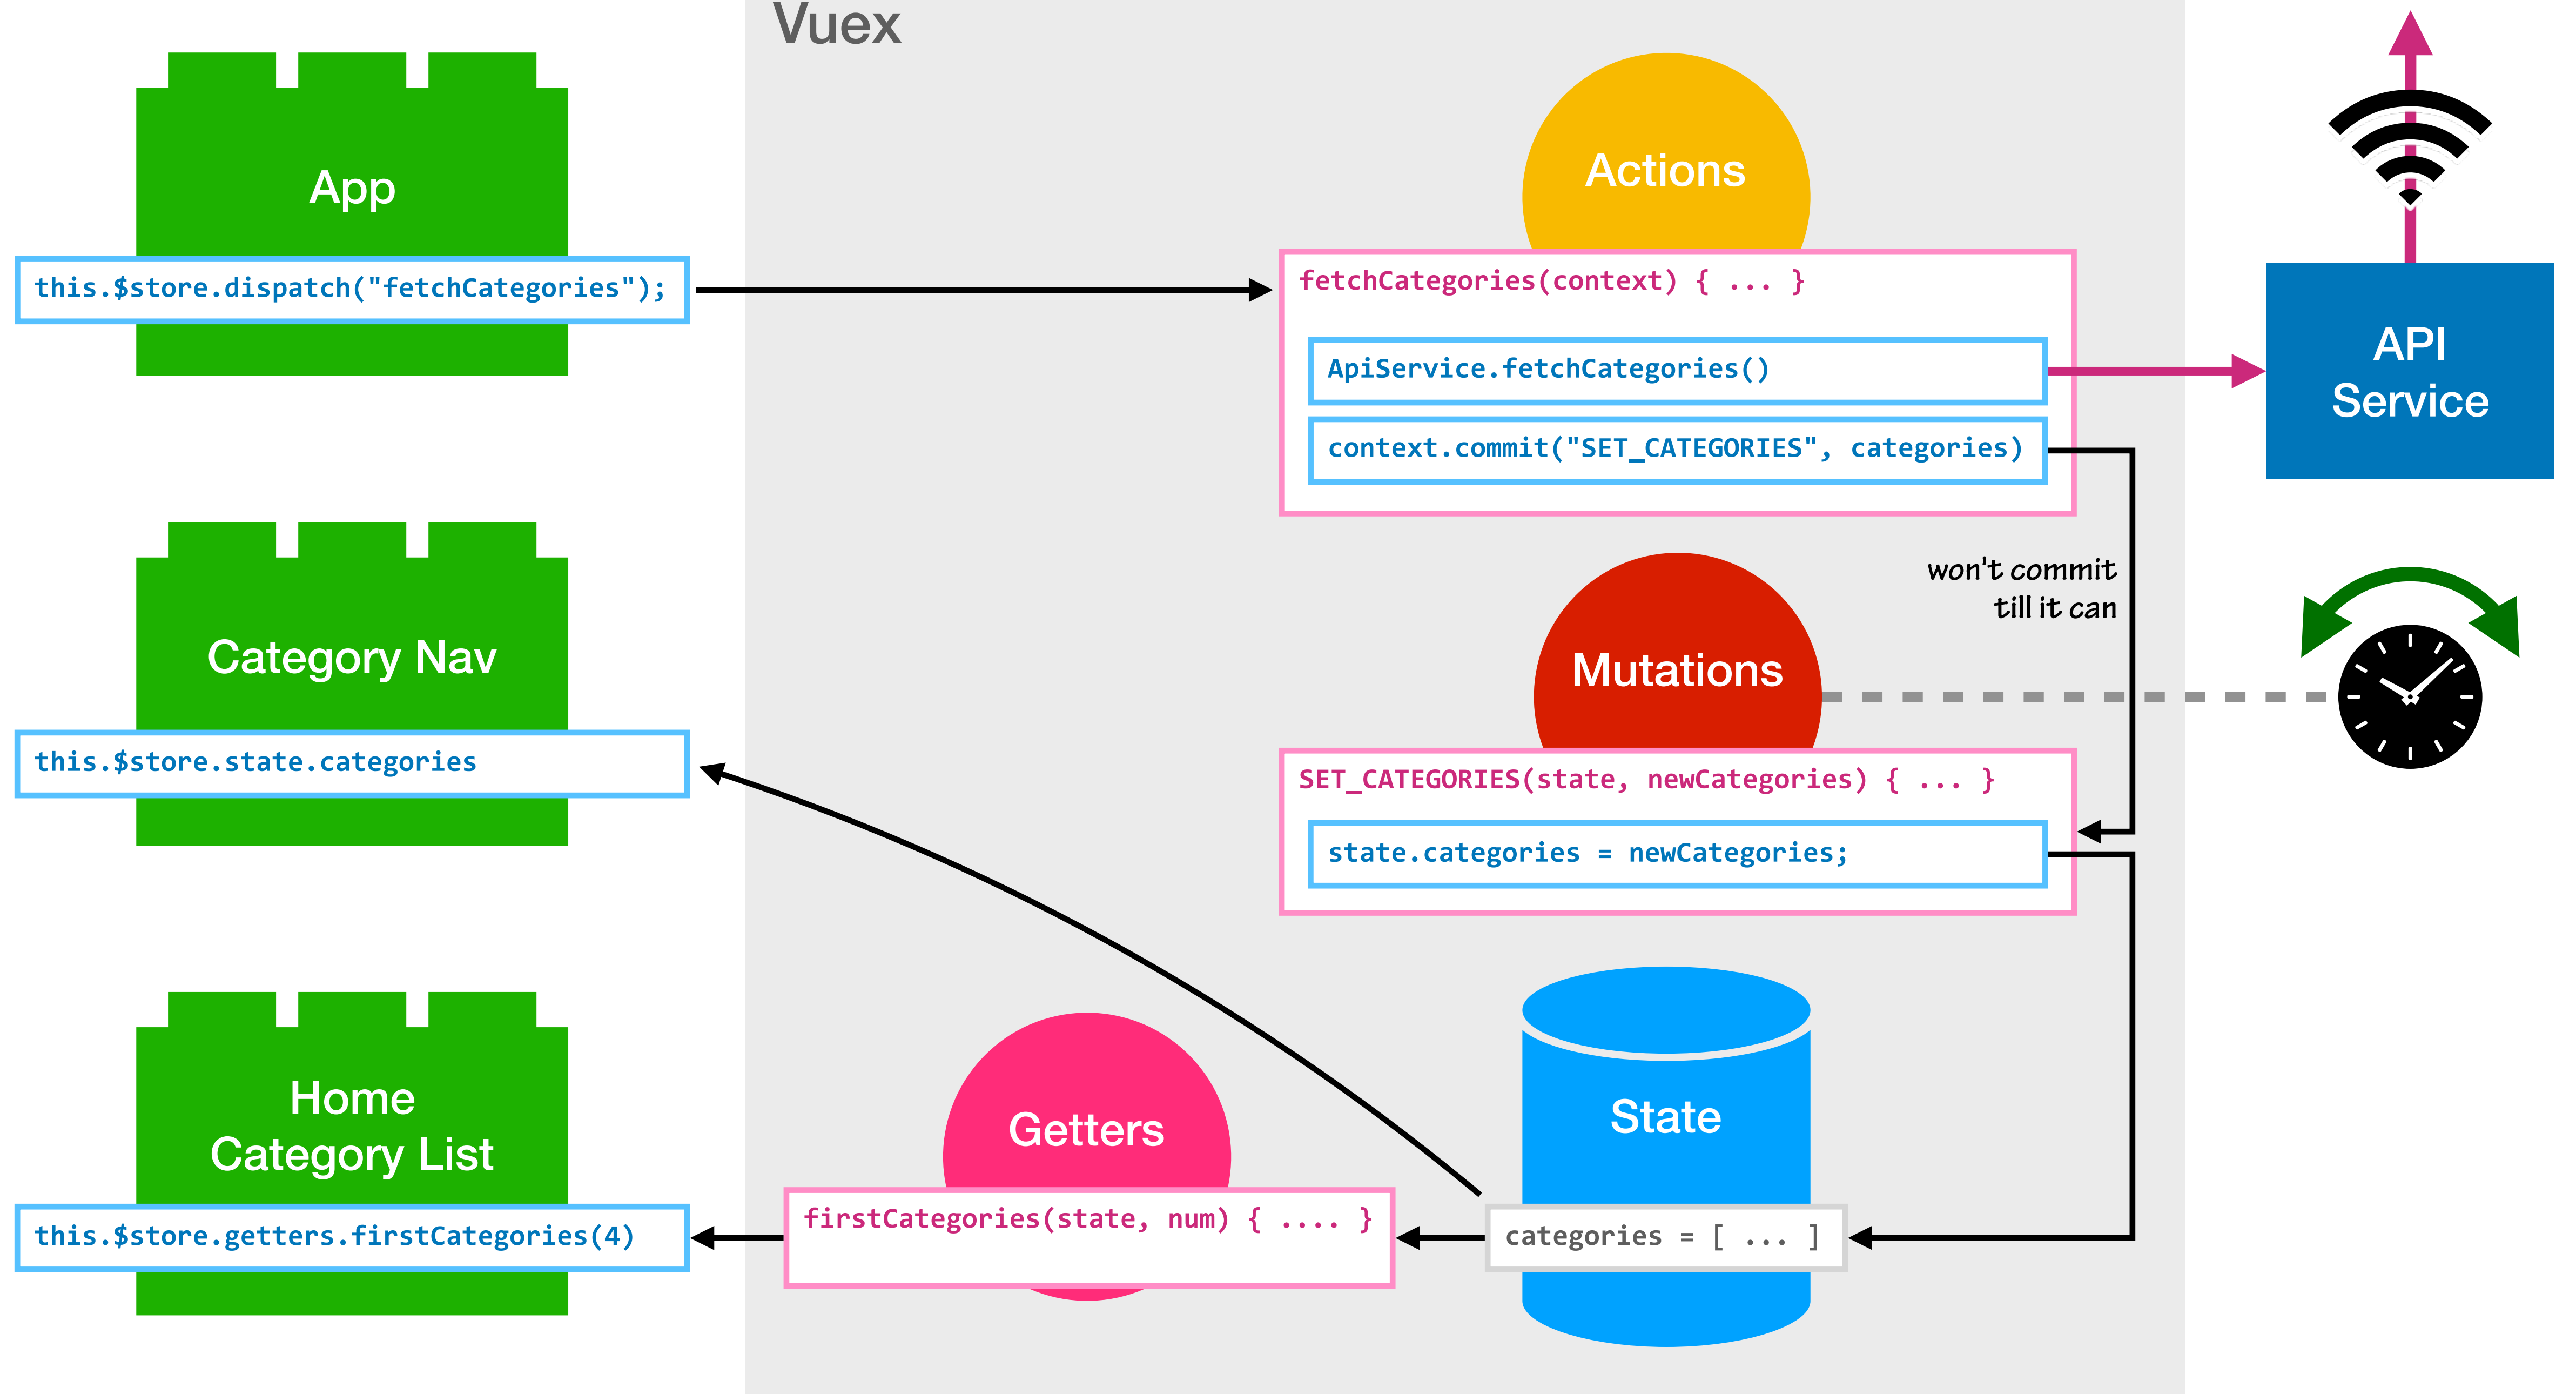 Vuex
App
this.$store.dispatch("fetchCategories");
Actions
fetchCategories(context) { ... }
ApiService.fetchCategories()
context.commit("SET_CATEGORIES", categories)
API
Service
won't commit
till it can
Category Nav
this.$store.state.categories
Mutations
SET_CATEGORIES(state, newCategories) { ... }
state.categories = newCategories;
Home
Category List
this.$store.getters.firstCategories(4)
Getters
firstCategories(state, num) { .... }
State
categories = [ ... ]